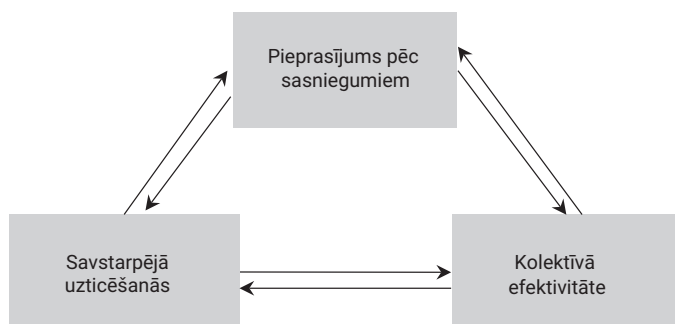 Pieprasījums pēc
sasniegumiem
Savstarpējā
uzticēšanās
Kolektīvā
efektivitāte